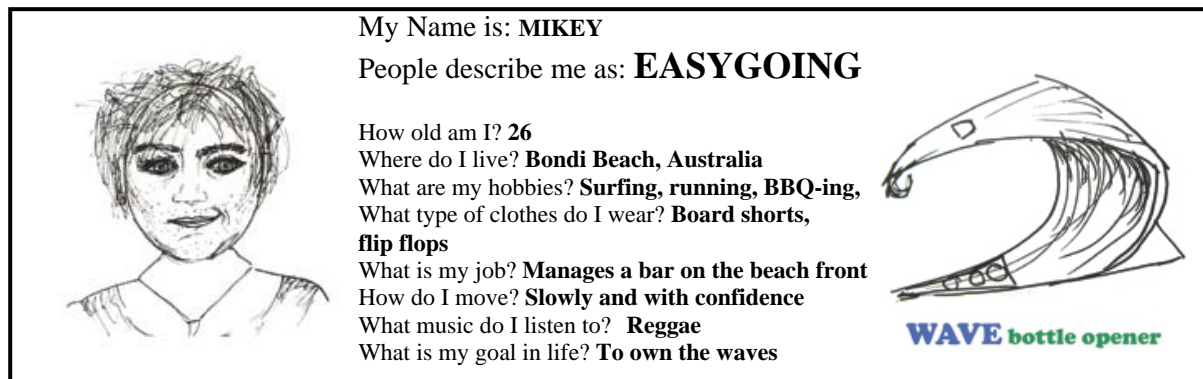 My Name is: MIKEY
People describe me as: EASYGOING
How old am I? 26
Where do I live? Bondi Beach, Australia
What are my hobbies? Surfing, running, BBQ-ing,
What type of clothes do I wear? Board shorts,
flip flops
What is my job? Manages a bar on the beach front
How do I move? Slowly and with confidence
What music do I listen to? Reggae
What is my goal in life? To own the waves
WAVE bottle opener